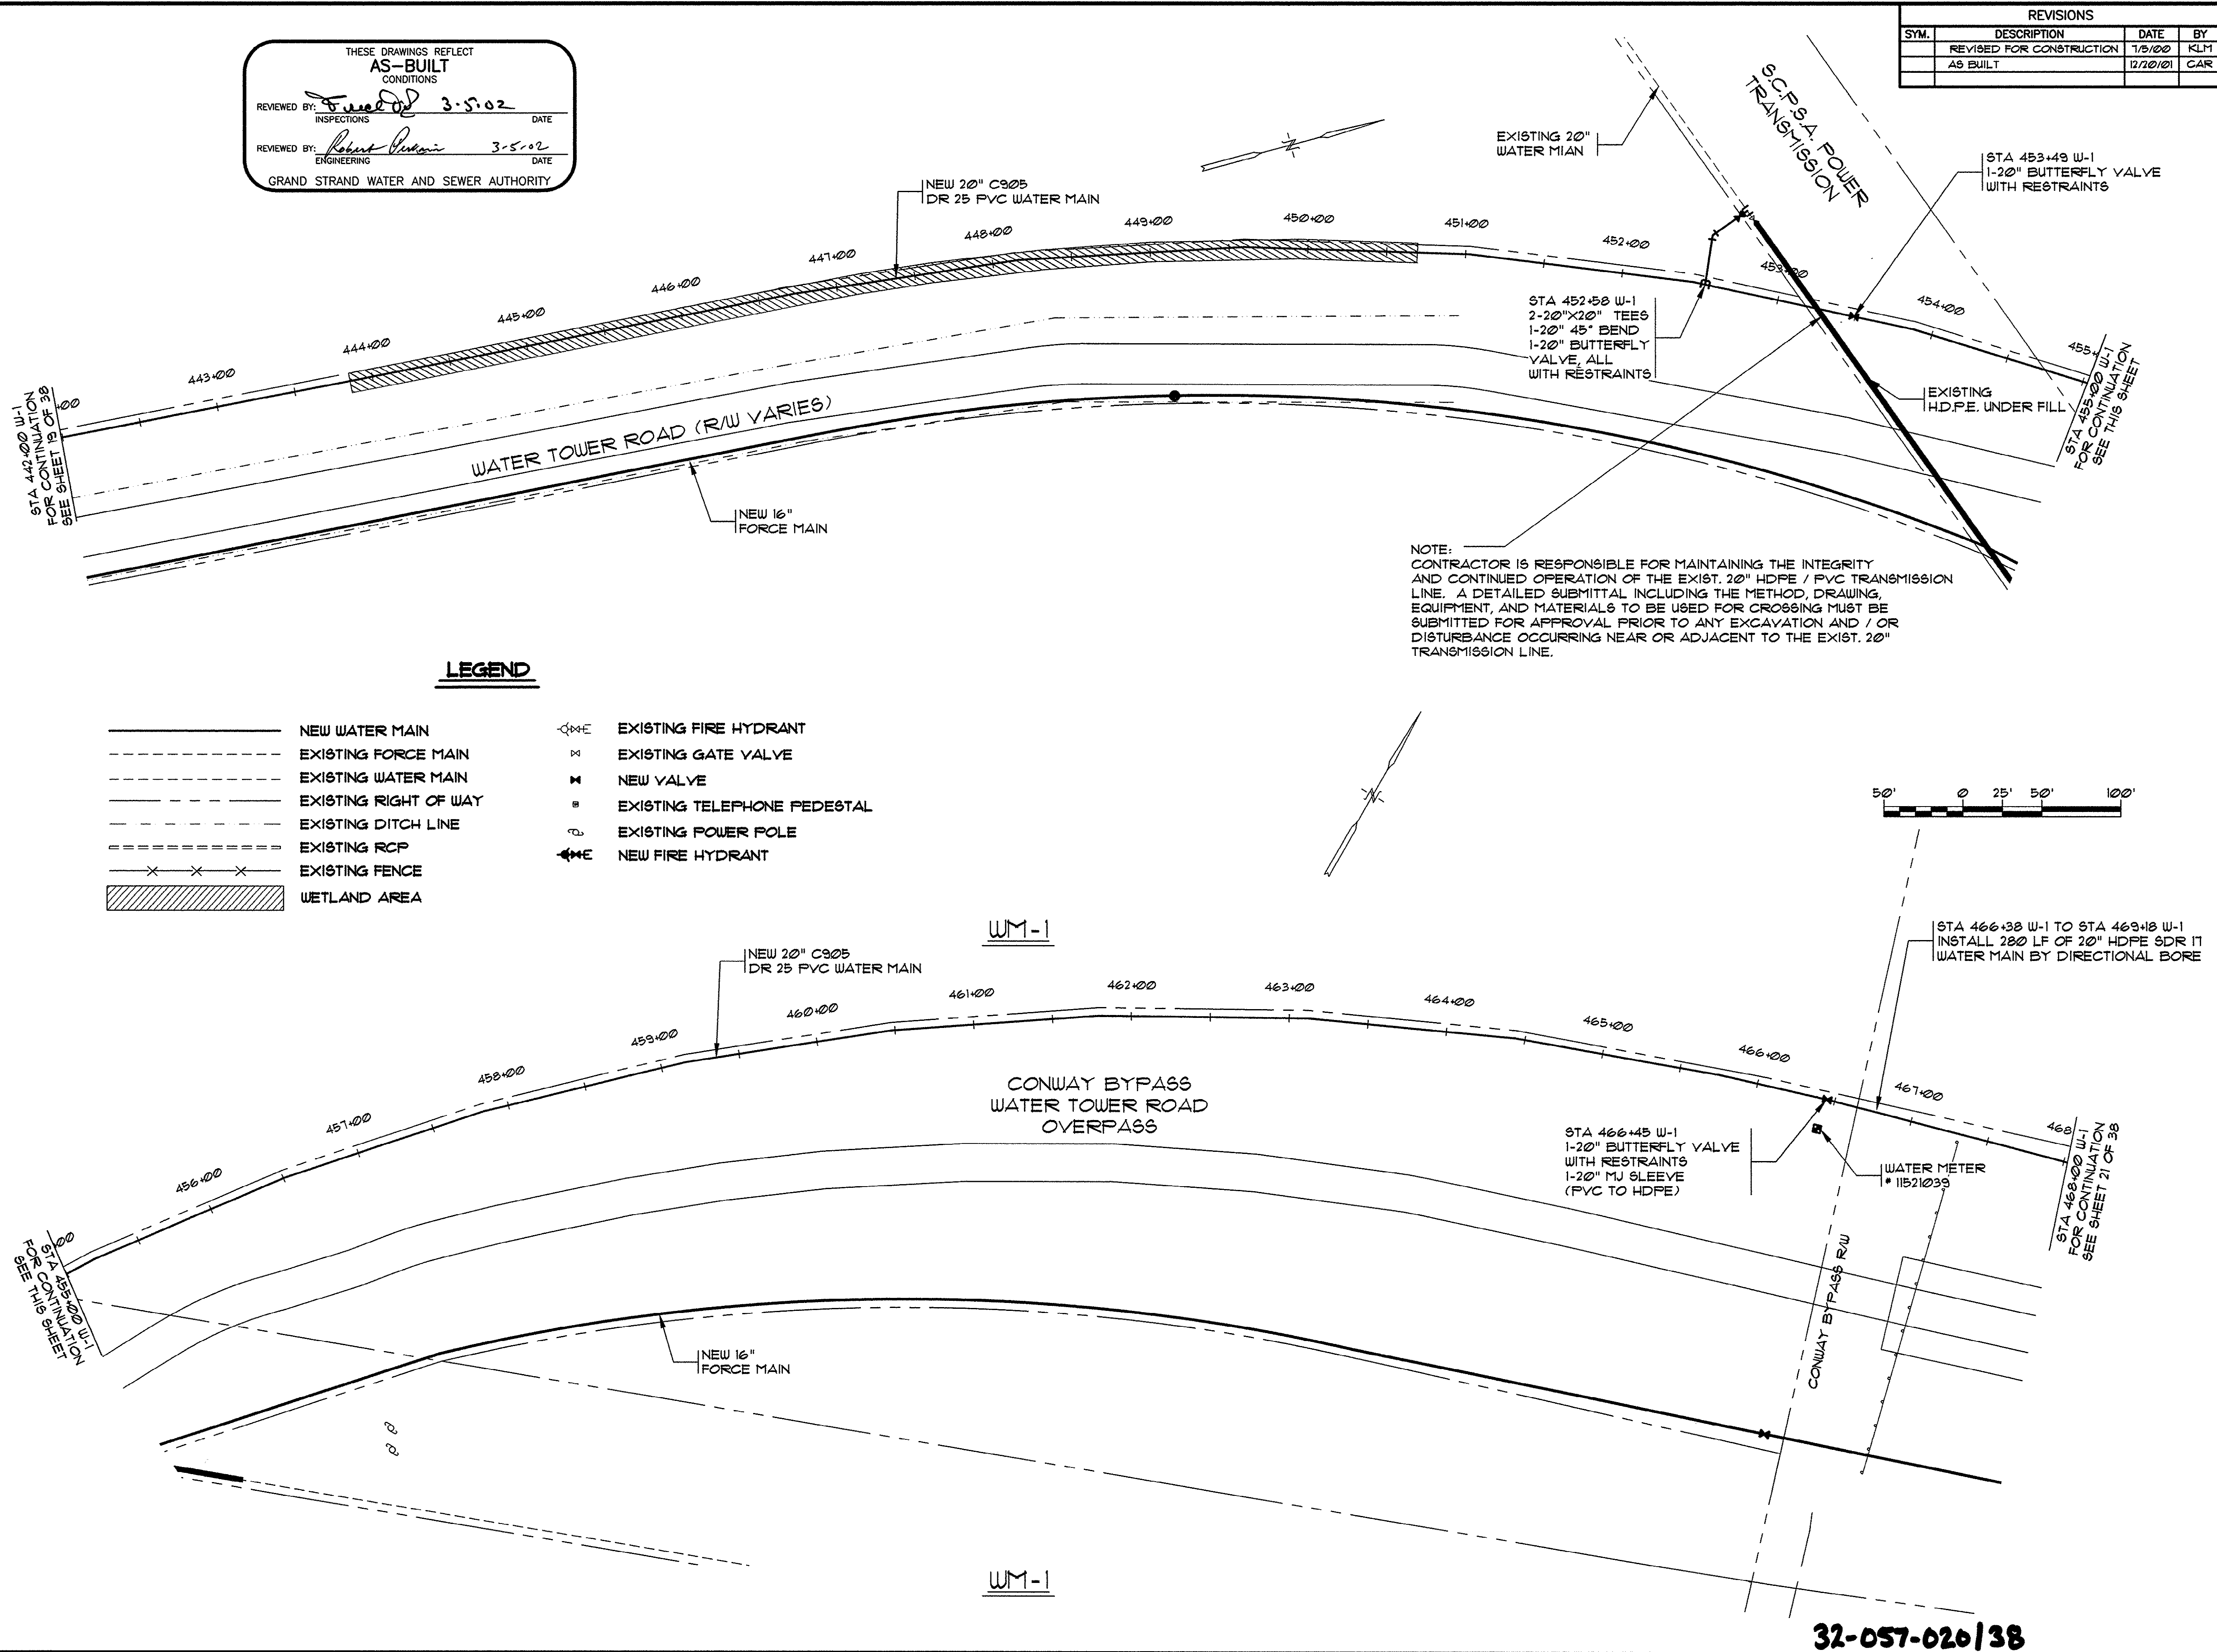 REVISIONS
SYM. DESCRIPTION DATE BY
REVISED FOR CONSTRUCTION 7/5/00 KLM
AS BUILT 12/20/01 CAR
THESE DRAWINGS REFLECT
AS-BUILT
CONDITIONS
REVIEWED BY: 3-5-02
INSPECTIONS DATE
REVIEWED BY: Robert 3-5-02
ENGINEERING DATE
GRAND STRAND WATER AND SEWER AUTHORITY
S.C.P.S.A. POWER
TRANSMISSION
EXISTING 20"
WATER MIAN
STA 453+49 W-1
1-20" BUTTERFLY VALVE
WITH RESTRAINTS
NEW 20" C905
DR 25 PVC WATER MAIN
N
+00
443+00
444+00
445+00
446+00
447+00
448+00
449+00
450+00
451+00
452+00
453+00
454+00
455+
STA 452+58 W-1
2-20"X20" TEES
1-20" 45° BEND
1-20" BUTTERFLY
VALVE, ALL
WITH RESTRAINTS
EXISTING
H.D.P.E. UNDER FILL
STA 442+00 W-1
FOR CONTINUATION
SEE SHEET 19 OF 38
STA 455+00 W-1
FOR CONTINUATION
SEE THIS SHEET
WATER TOWER ROAD (R/W VARIES)
NEW 16"
FORCE MAIN
NOTE:
CONTRACTOR IS RESPONSIBLE FOR MAINTAINING THE INTEGRITY
AND CONTINUED OPERATION OF THE EXIST. 20" HDPE / PVC TRANSMISSION
LINE. A DETAILED SUBMITTAL INCLUDING THE METHOD, DRAWING,
EQUIPMENT, AND MATERIALS TO BE USED FOR CROSSING MUST BE
SUBMITTED FOR APPROVAL PRIOR TO ANY EXCAVATION AND / OR
DISTURBANCE OCCURRING NEAR OR ADJACENT TO THE EXIST. 20"
TRANSMISSION LINE.
LEGEND
NEW WATER MAIN
EXISTING FORCE MAIN
EXISTING WATER MAIN
EXISTING RIGHT OF WAY
EXISTING DITCH LINE
EXISTING RCP
EXISTING FENCE
WETLAND AREA
EXISTING FIRE HYDRANT
EXISTING GATE VALVE
NEW VALVE
EXISTING TELEPHONE PEDESTAL
EXISTING POWER POLE
NEW FIRE HYDRANT
N
50' 0 25' 50' 100'
WM-1
NEW 20" C905
DR 25 PVC WATER MAIN
STA 466+38 W-1 TO STA 469+18 W-1
INSTALL 280 LF OF 20" HDPE SDR 17
WATER MAIN BY DIRECTIONAL BORE
+00
456+00
457+00
458+00
459+00
460+00
461+00
462+00
463+00
464+00
465+00
466+00
467+00
468
CONWAY BYPASS
WATER TOWER ROAD
OVERPASS
STA 466+45 W-1
1-20" BUTTERFLY VALVE
WITH RESTRAINTS
1-20" MJ SLEEVE
(PVC TO HDPE)
WATER METER
# 11521039
STA 468+00 W-1
FOR CONTINUATION
SEE SHEET 21 OF 38
STA 455+00 W-1
FOR CONTINUATION
SEE THIS SHEET
CONWAY BYPASS R/W
NEW 16"
FORCE MAIN
WM-1
32-057-020/38